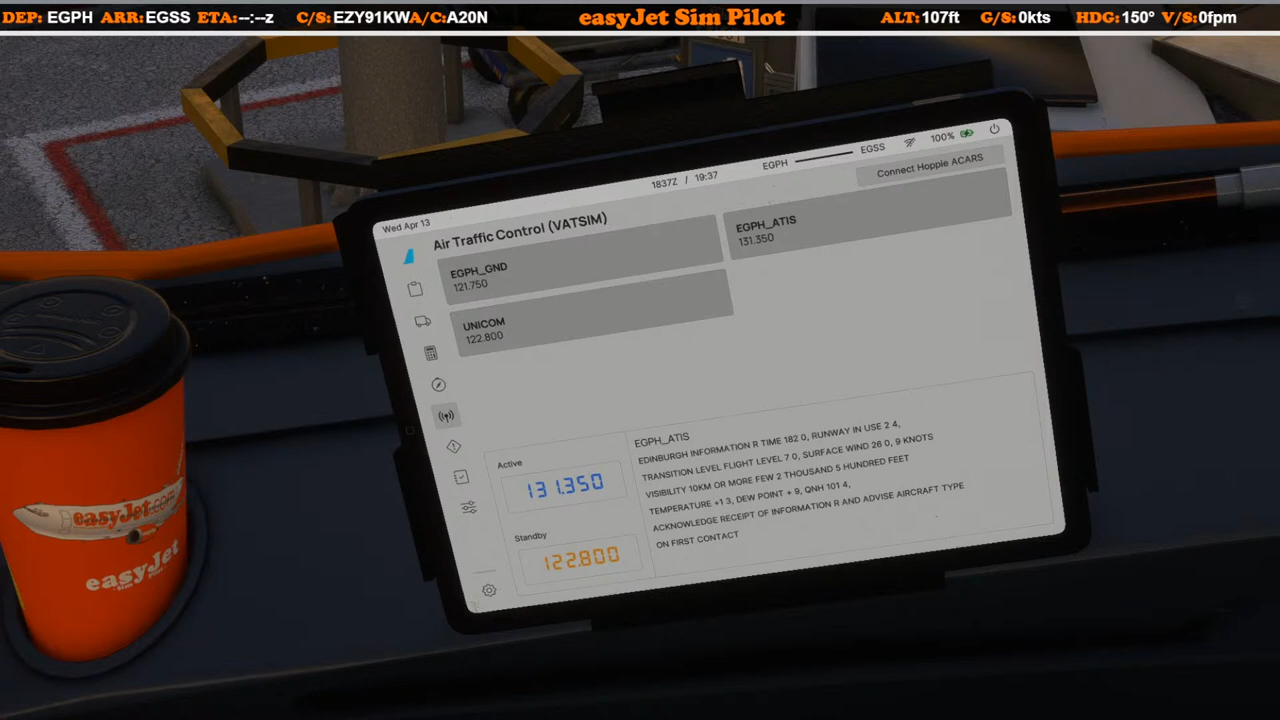 DEP: EGPH ARR: EGSS ETA:--:--z C/S: EZY91KW A/C: A20N easyJet Sim Pilot ALT: 107ft G/S: 0kts HDG: 150° V/S: 0fpm
Wed Apr 13 1837Z / 19:37 EGPH EGSS 100%
Air Traffic Control (VATSIM) Connect Hoppie ACARS
EGPH_GND
121.750
EGPH_ATIS
131.350
UNICOM
122.800
Active
131.350
Standby
122.800
EGPH_ATIS
EDINBURGH INFORMATION R TIME 182 0, RUNWAY IN USE 2 4,
TRANSITION LEVEL FLIGHT LEVEL 7 0, SURFACE WIND 26 0, 9 KNOTS
VISIBILITY 10KM OR MORE FEW 2 THOUSAND 5 HUNDRED FEET
TEMPERATURE +1 3, DEW POINT + 9, QNH 101 4,
ACKNOWLEDGE RECEIPT OF INFORMATION R AND ADVISE AIRCRAFT TYPE
ON FIRST CONTACT
easyJet.com
easyJet
Sim Pilot